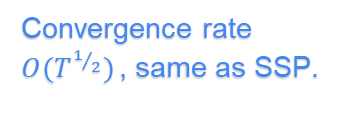 Convergence rate
O(T^1/2), same as SSP.